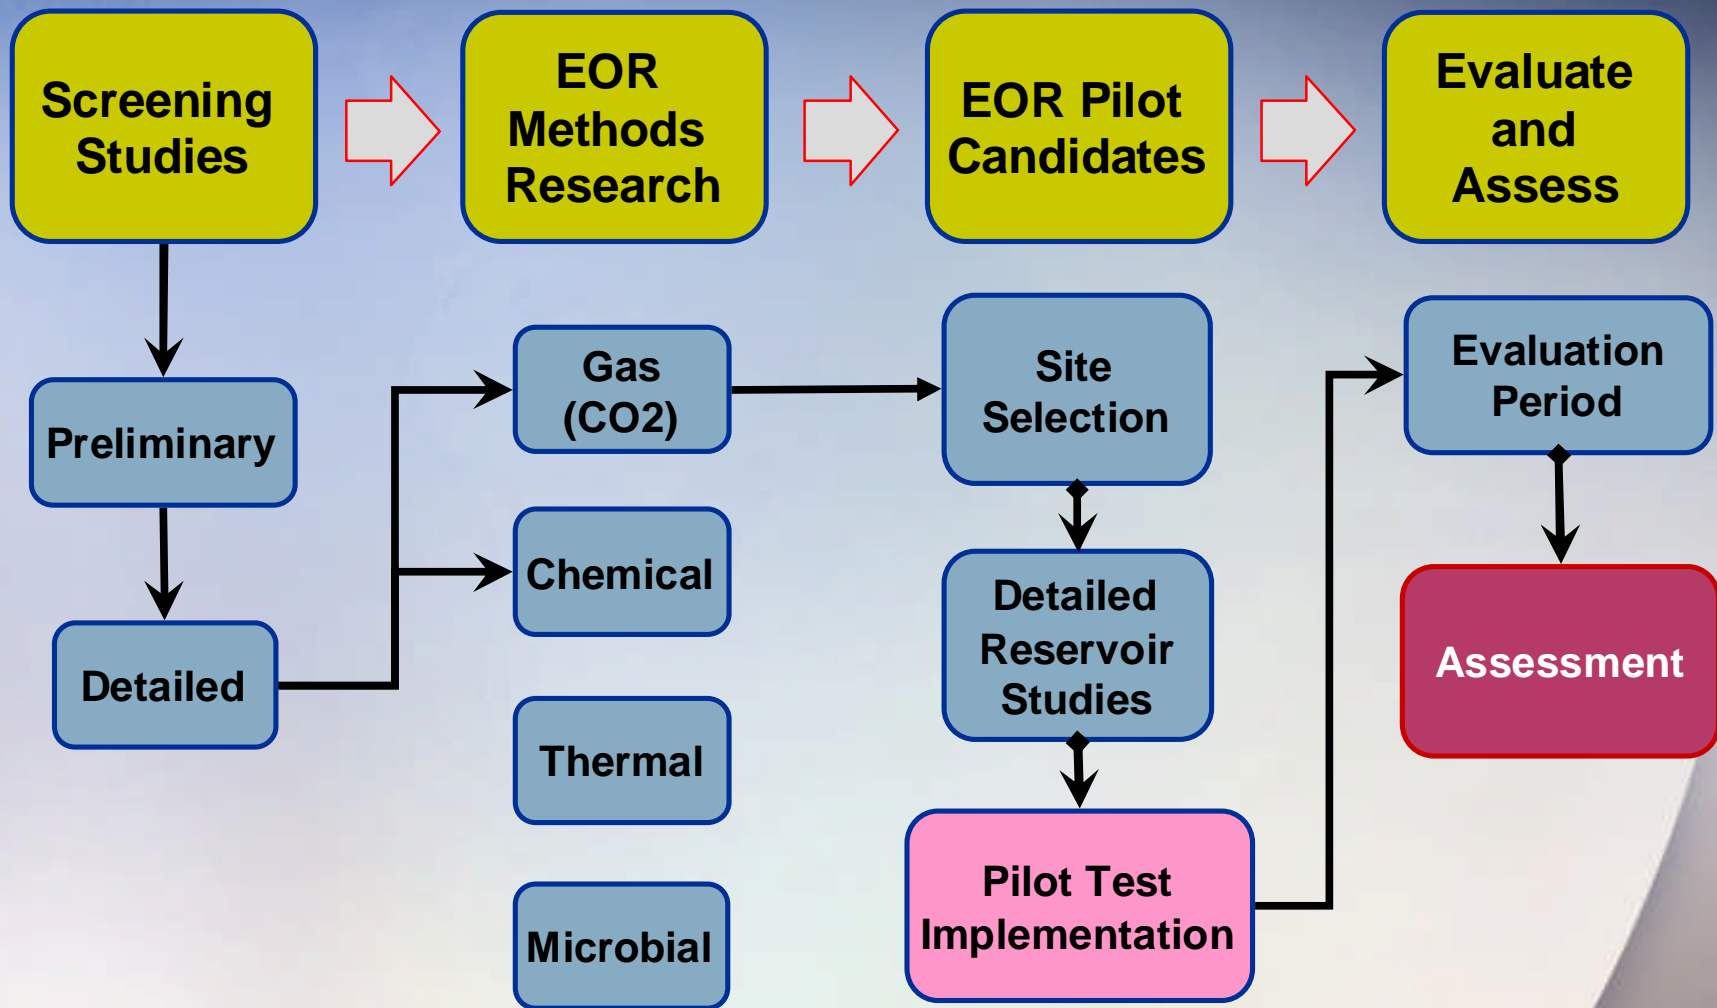 Screening
Studies
EOR
Methods
Research
EOR Pilot
Candidates
Evaluate
and
Assess
Preliminary
Detailed
Gas
(CO2)
Chemical
Thermal
Microbial
Site
Selection
Detailed
Reservoir
Studies
Pilot Test
Implementation
Evaluation
Period
Assessment